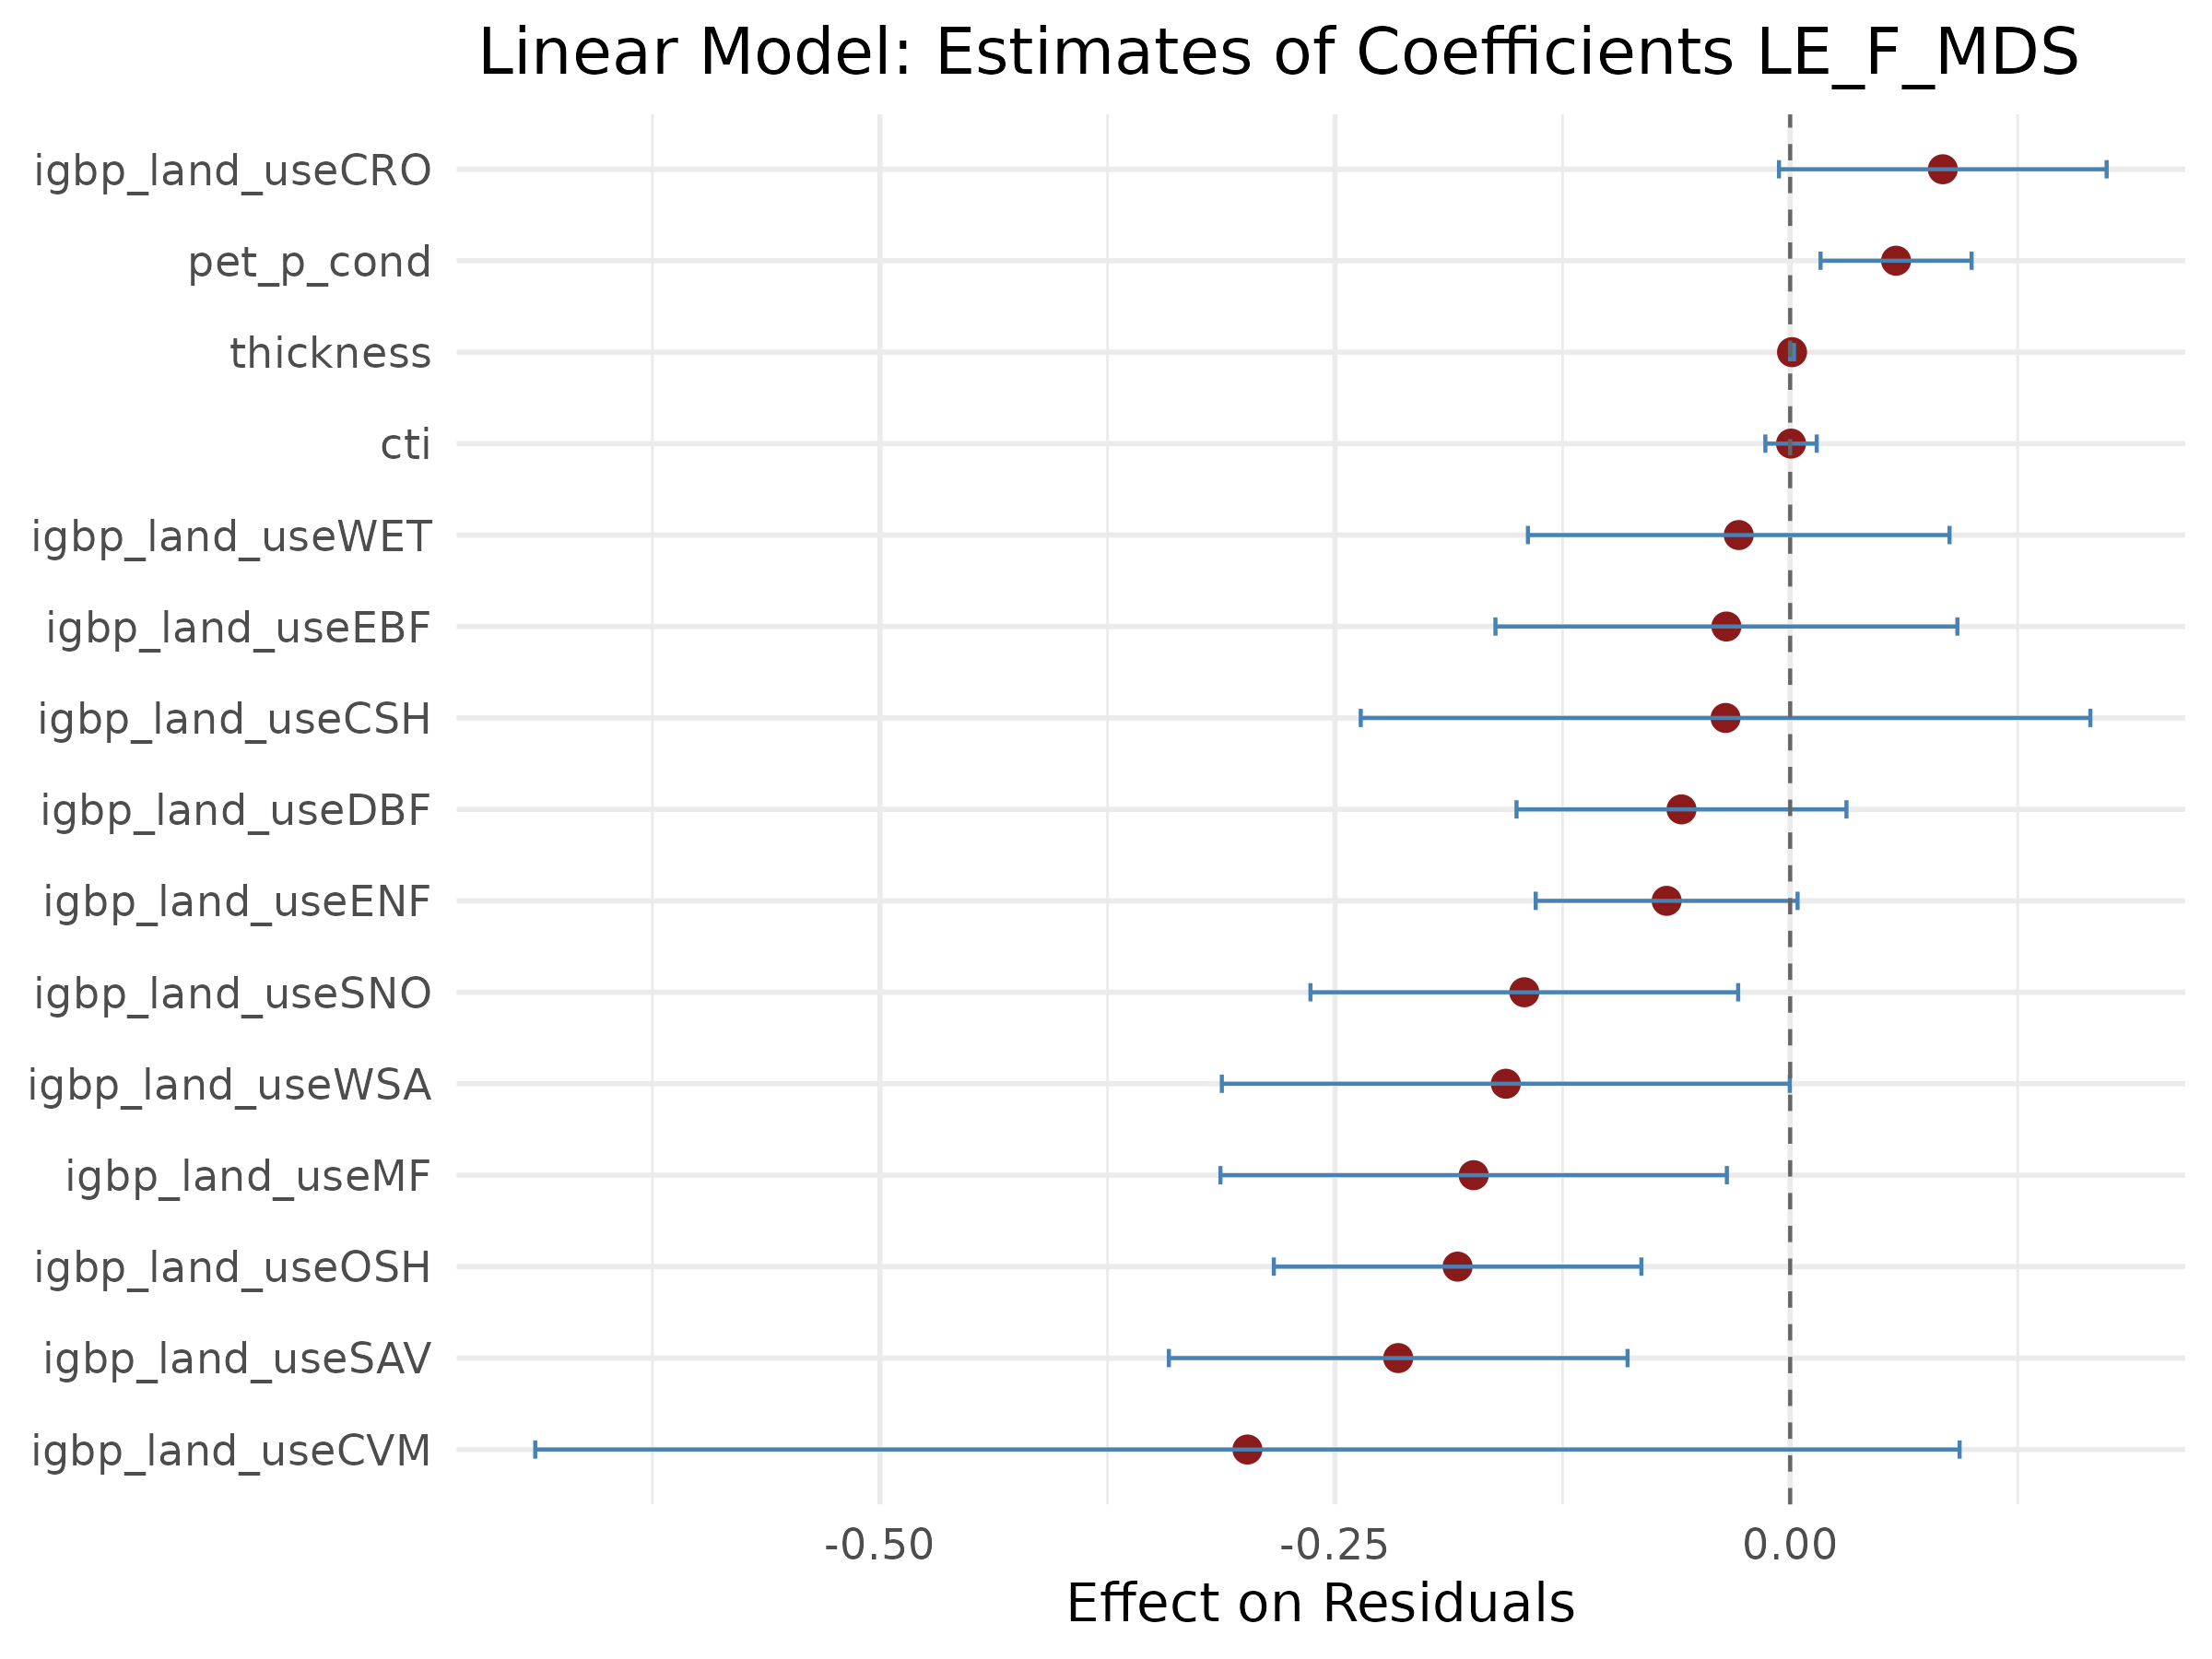 Linear Model: Estimates of Coefficients LE_F_MDS
igbp_land_useCRO
pet_p_cond
thickness
cti
igbp_land_useWET
igbp_land_useEBF
igbp_land_useCSH
igbp_land_useDBF
igbp_land_useENF
igbp_land_useSNO
igbp_land_useWSA
igbp_land_useMF
igbp_land_useOSH
igbp_land_useSAV
igbp_land_useCVM
-0.50 -0.25 0.00
Effect on Residuals